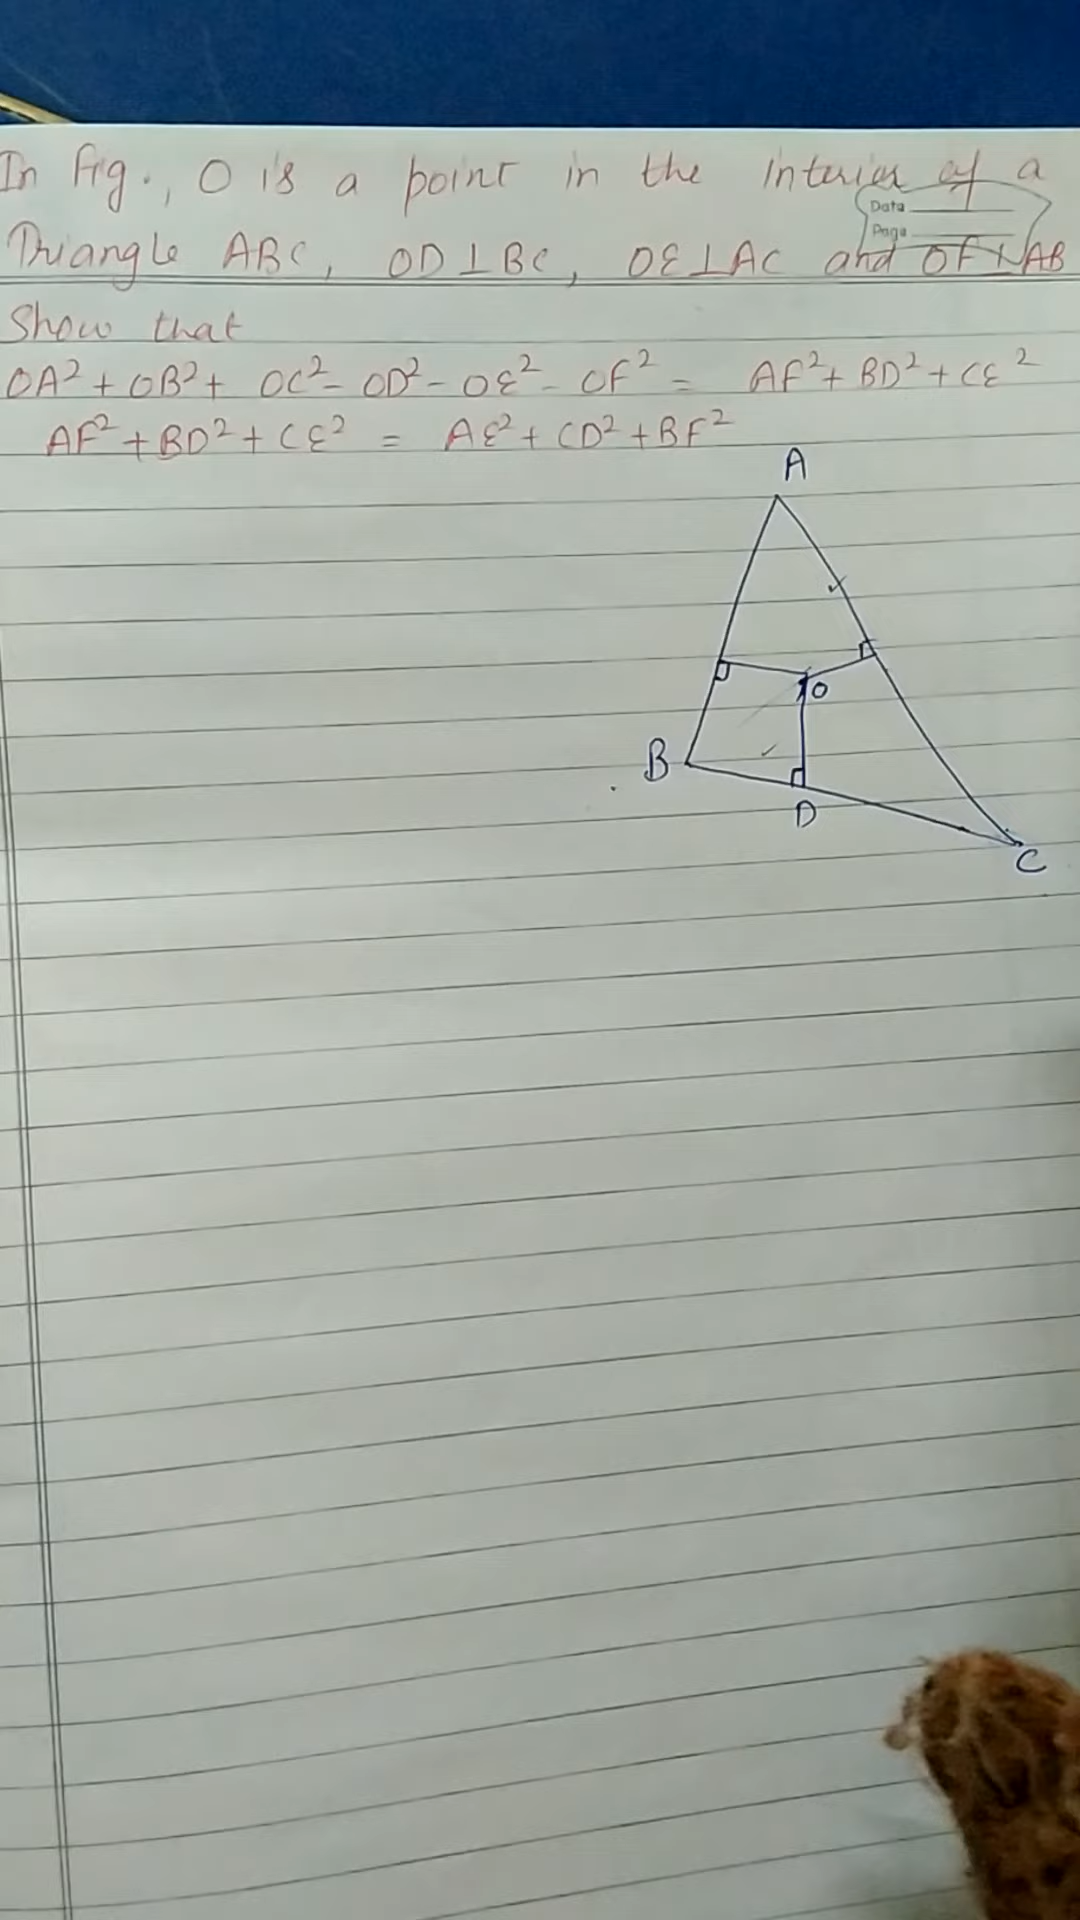 In fig., O is a point in the interior of a
Data
Page
Triangle ABC, OD⊥BC, OE⊥AC and OF⊥AB
Show that
OA² + OB² + OC² - OD² - OE² - OF² = AF² + BD² + CE²
AF² + BD² + CE² = AE² + CD² + BF²
A
O
B
D
C